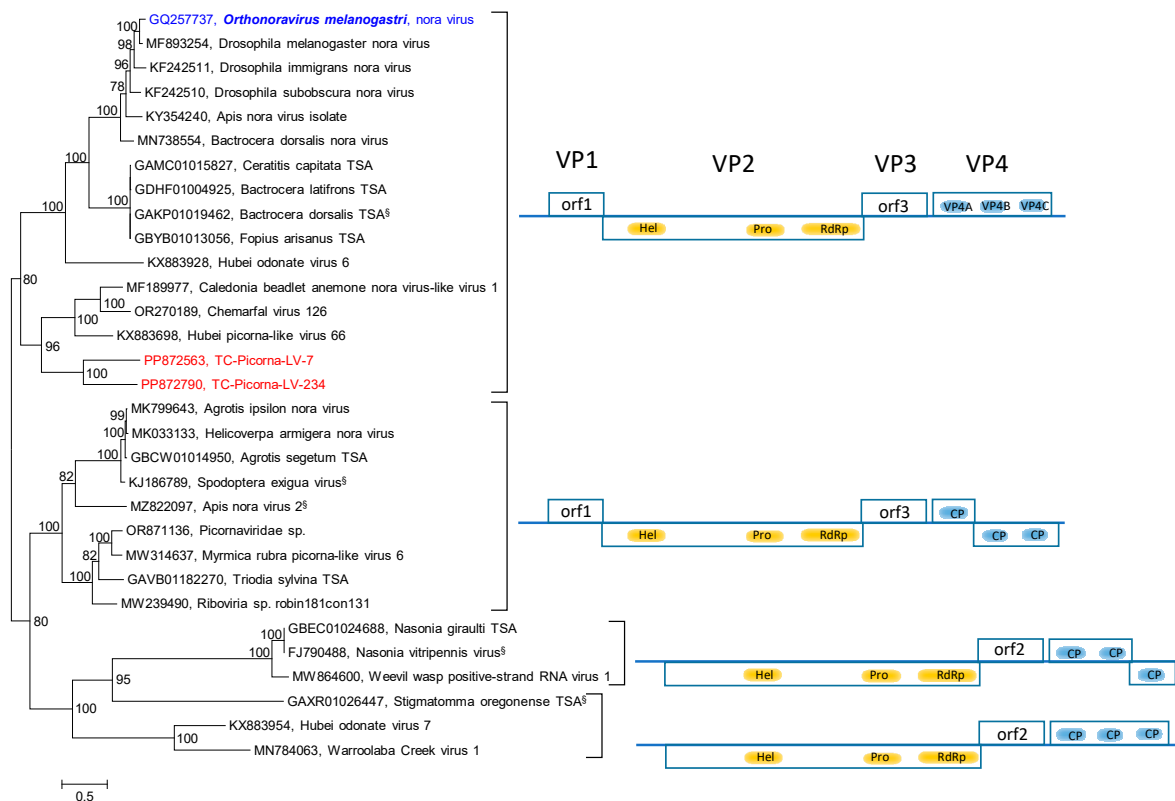 GQ257737, Orthonoravirus melanogastri, nora virus
MF893254, Drosophila melanogaster nora virus
KF242511, Drosophila immigrans nora virus
KF242510, Drosophila subobscura nora virus
KY354240, Apis nora virus isolate
MN738554, Bactrocera dorsalis nora virus
GAMC01015827, Ceratitis capitata TSA
GDHF01004925, Bactrocera latifrons TSA
GAKP01019462, Bactrocera dorsalis TSA§
GBYB01013056, Fopius arisanus TSA
KX883928, Hubei odonate virus 6
MF189977, Caledonia beadlet anemone nora virus-like virus 1
OR270189, Chemarfal virus 126
KX883698, Hubei picorna-like virus 66
PP872563, TC-Picorna-LV-7
PP872790, TC-Picorna-LV-234
MK799643, Agrotis ipsilon nora virus
MK033133, Helicoverpa armigera nora virus
GBCW01014950, Agrotis segetum TSA
KJ186789, Spodoptera exigua virus§
MZ822097, Apis nora virus 2§
OR871136, Picornaviridae sp.
MW314637, Myrmica rubra picorna-like virus 6
GAVB01182270, Triodia sylvina TSA
MW239490, Riboviria sp. robin181con131
GBEC01024688, Nasonia giraulti TSA
FJ790488, Nasonia vitripennis virus§
MW864600, Weevil wasp positive-strand RNA virus 1
GAXR01026447, Stigmatomma oregonense TSA§
KX883954, Hubei odonate virus 7
MN784063, Warroolaba Creek virus 1
100
98
96
78
100
100
100
100
80
100
100
96
100
99
100
100
82
100
100
82
100
80
100
100
95
100
100
0.5
VP1 VP2 VP3 VP4
orf1 orf3 VP4A VP4B VP4C
Hel Pro RdRp
orf1 orf3 CP
Hel Pro RdRp CP CP
orf2 CP CP
Hel Pro RdRp CP
orf2 CP CP CP
Hel Pro RdRp